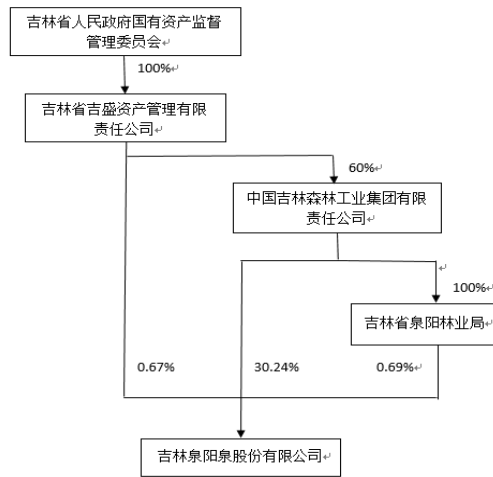 吉林省人民政府国有资产监督
管理委员会
100%
吉林省吉盛资产管理有限
责任公司
60%
中国吉林森林工业集团有限
责任公司
100%
吉林省泉阳林业局
0.67%
30.24%
0.69%
吉林泉阳泉股份有限公司